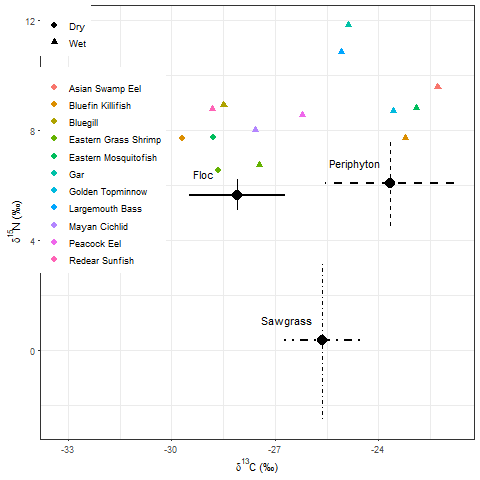 12
8
4
0
δ15N (‰)
Dry
Wet
Asian Swamp Eel
Bluefin Killifish
Bluegill
Eastern Grass Shrimp
Eastern Mosquitofish
Gar
Golden Topminnow
Largemouth Bass
Mayan Cichlid
Peacock Eel
Redear Sunfish
Floc
Periphyton
Sawgrass
-33
-30
-27
-24
δ13C (‰)